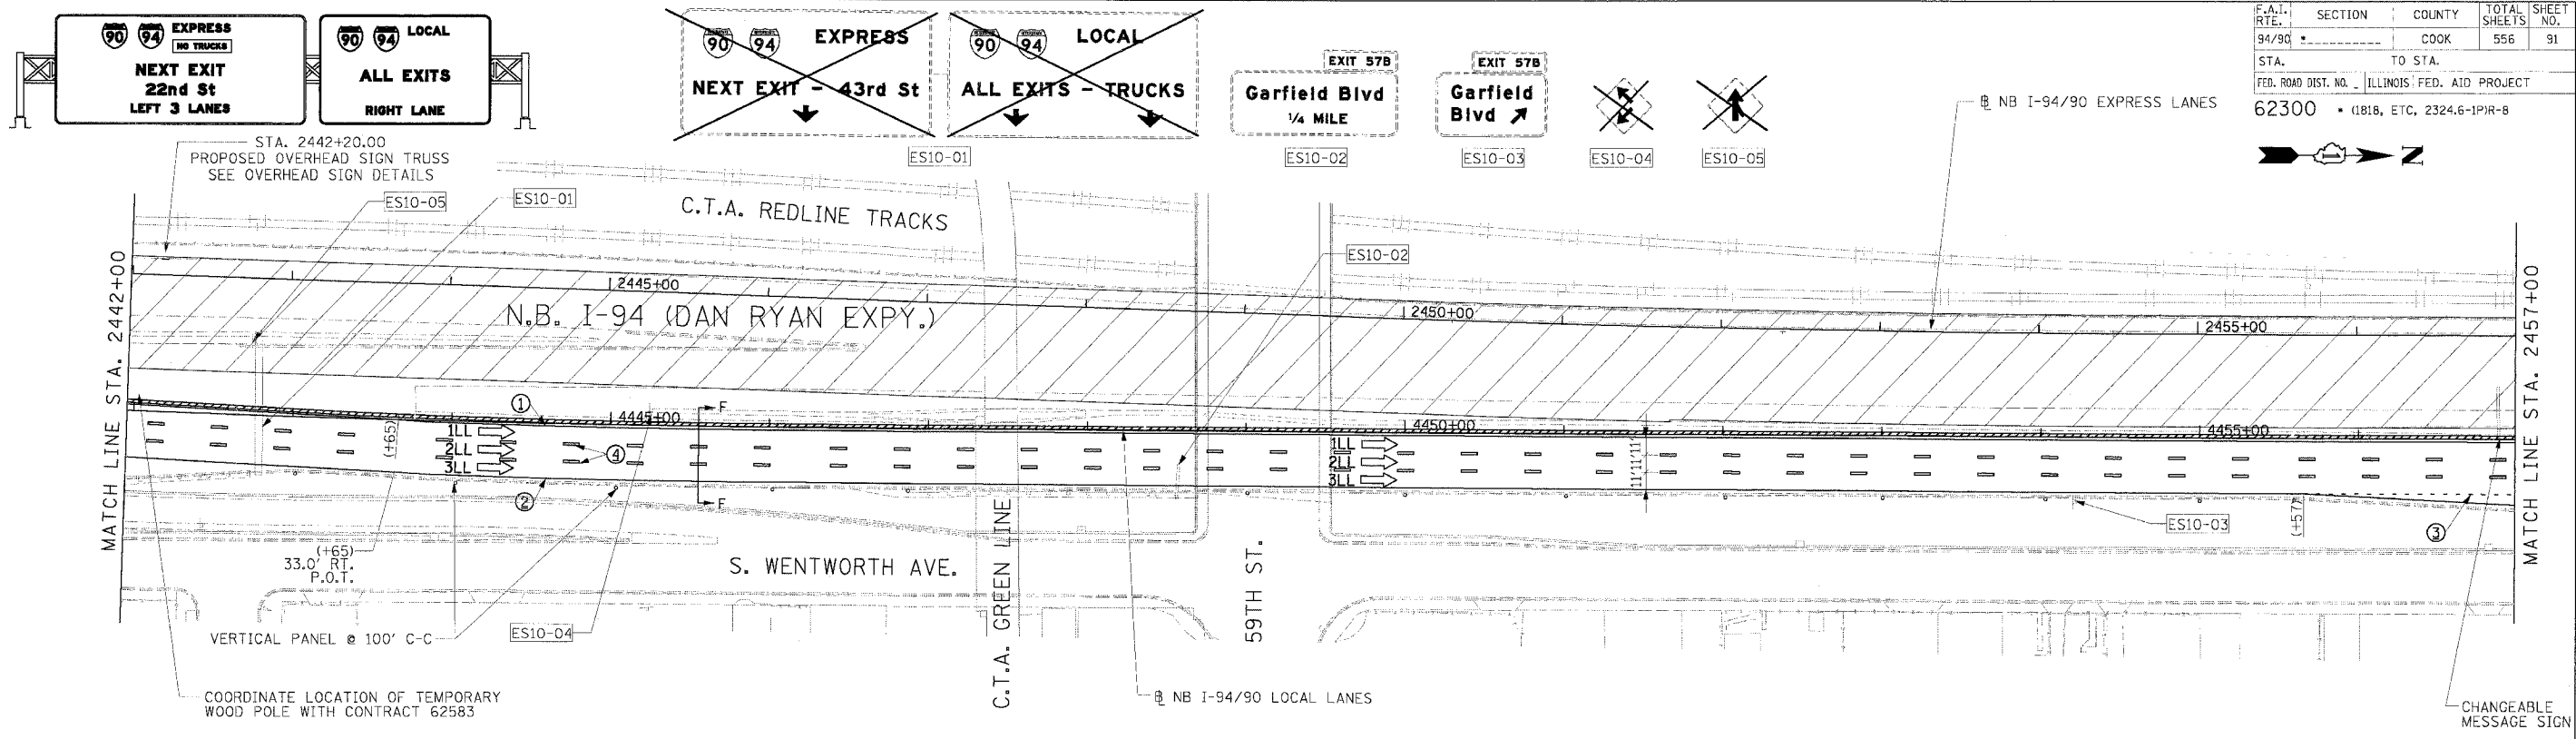 90 94 EXPRESS
NO TRUCKS
NEXT EXIT
22nd St
LEFT 3 LANES
90 94 LOCAL
ALL EXITS
RIGHT LANE
90 94 EXPRESS
NEXT EXIT - 43rd St
90 94 LOCAL
ALL EXITS - TRUCKS
ES10-01
EXIT 57B
Garfield Blvd
1/4 MILE
ES10-02
EXIT 57B
Garfield
Blvd
ES10-03
ES10-04
ES10-05
F.A.I. RTE. SECTION COUNTY TOTAL SHEETS SHEET NO.
94/90 * COOK 556 91
STA. TO STA.
FED. ROAD DIST. NO. _ ILLINOIS FED. AID PROJECT
62300 * (1818, ETC, 2324.6-1P)R-8
N
STA. 2442+20.00
PROPOSED OVERHEAD SIGN TRUSS
SEE OVERHEAD SIGN DETAILS
ES10-05
ES10-01
C.T.A. REDLINE TRACKS
ES10-02
℄ NB I-94/90 EXPRESS LANES
MATCH LINE STA. 2442+00
2445+00
2450+00
2455+00
N.B. I-94 (DAN RYAN EXPY.)
MATCH LINE STA. 2457+00
①
4445+00
F
4450+00
4455+00
(+65)
1LL
2LL
3LL
④
②
F
1LL
2LL
3LL
11'11'11'
ES10-03
(+57)
③
(+65)
33.0' RT.
P.O.T.
S. WENTWORTH AVE.
C.T.A. GREEN LINE
59TH ST.
VERTICAL PANEL @ 100' C-C
ES10-04
COORDINATE LOCATION OF TEMPORARY
WOOD POLE WITH CONTRACT 62583
℄ NB I-94/90 LOCAL LANES
CHANGEABLE
MESSAGE SIGN